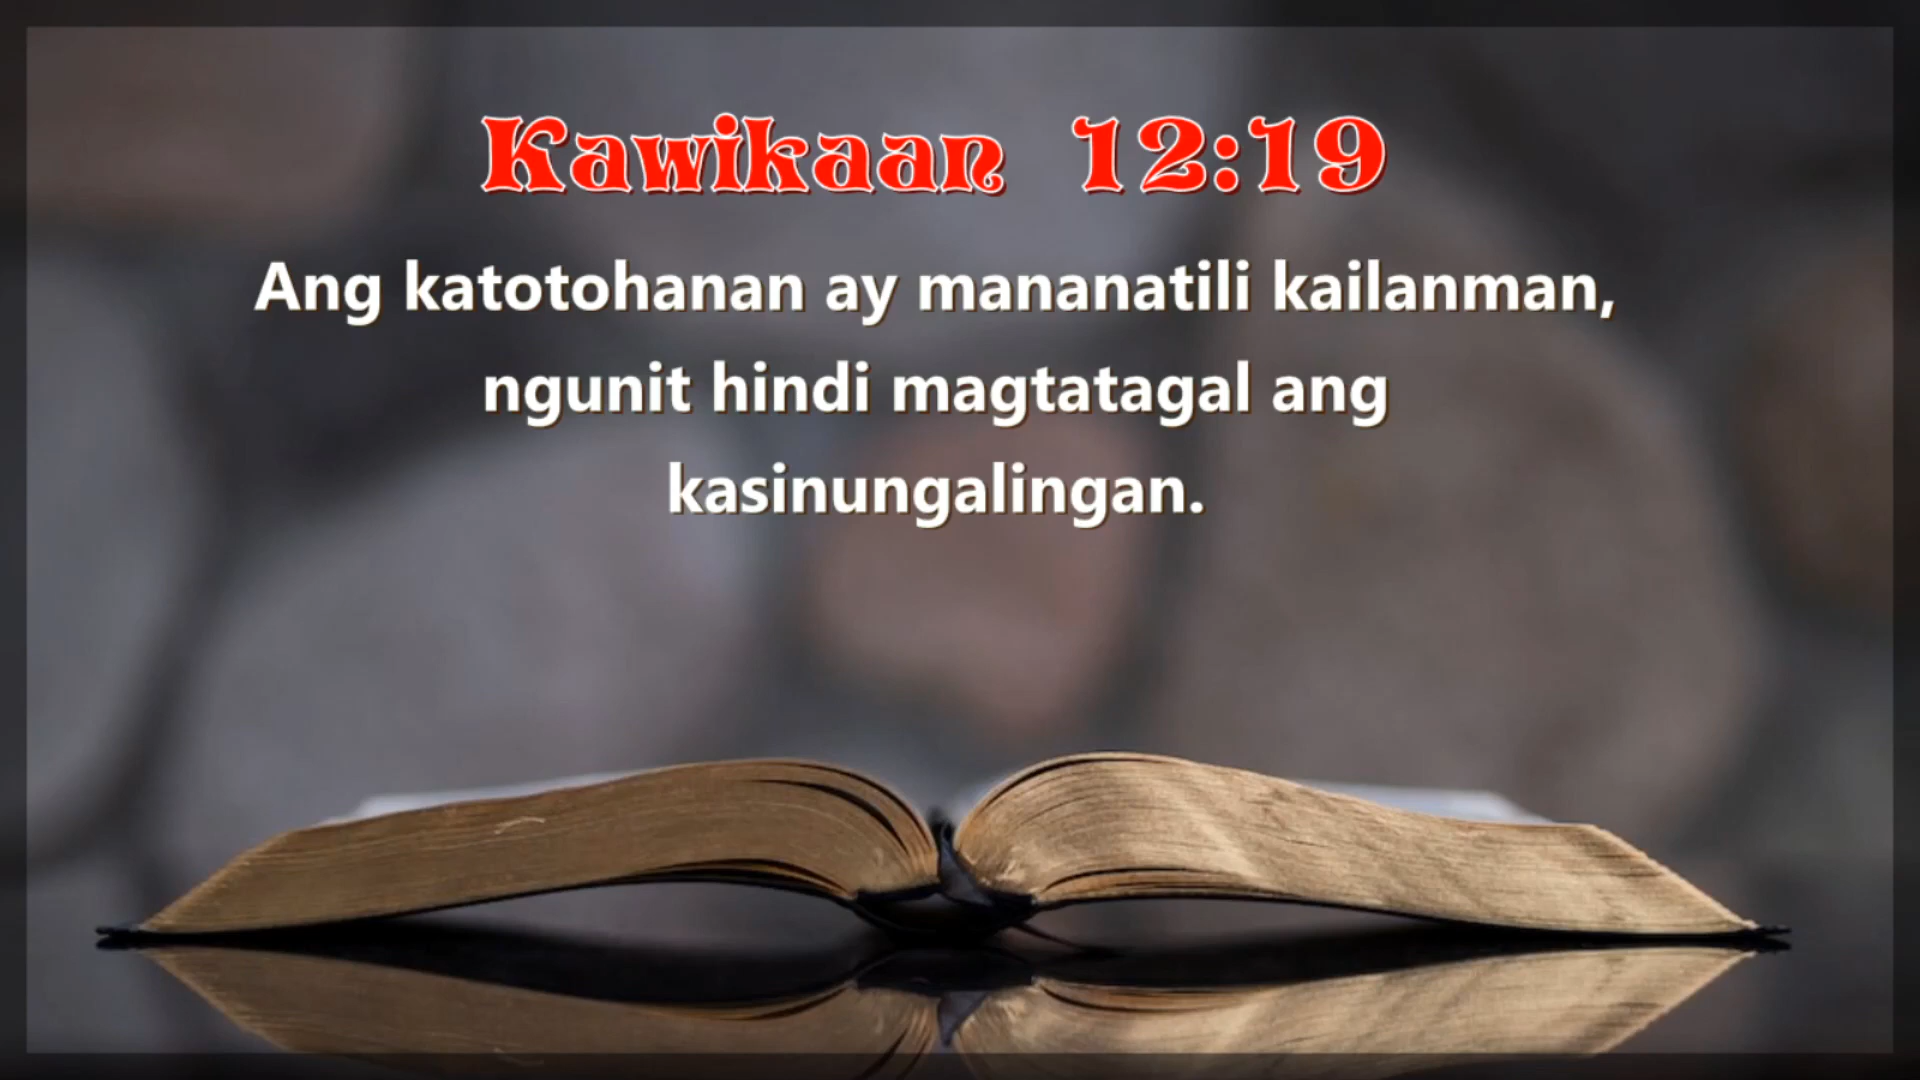 Kawikaan 12:19
Ang katotohanan ay mananatili kailanman,
ngunit hindi magtatagal ang
kasinungalingan.